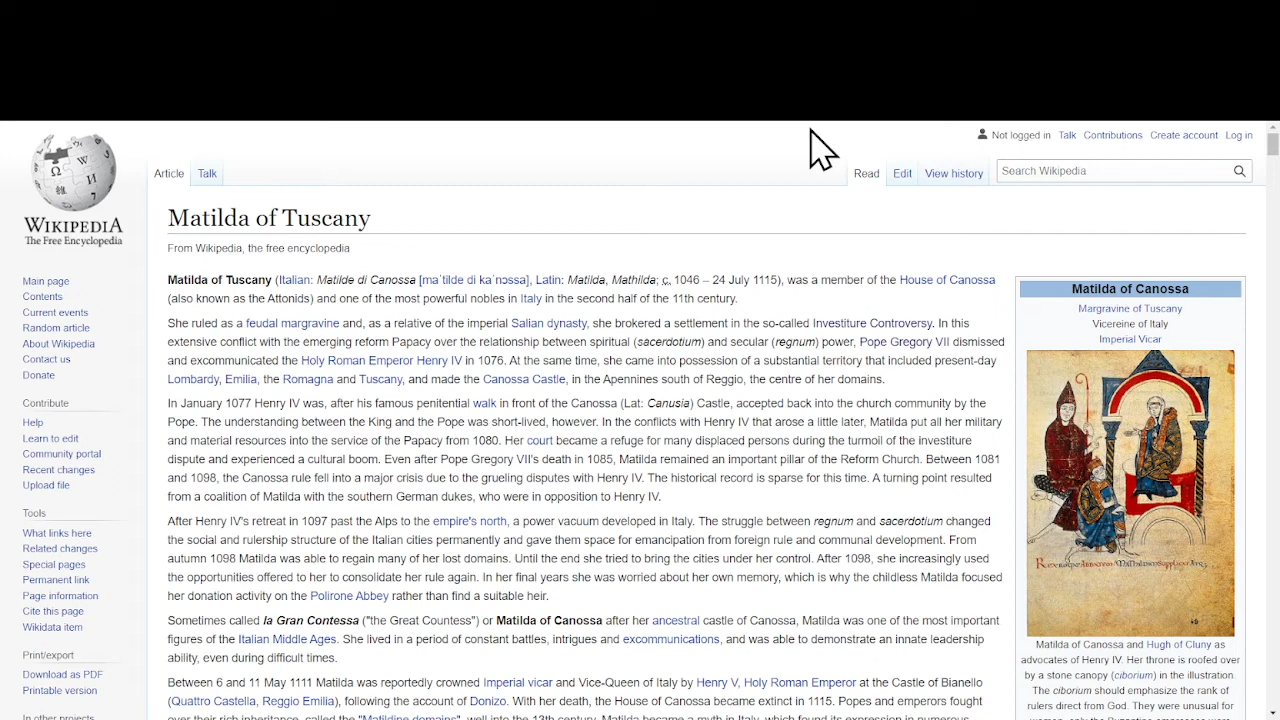 Not logged in Talk Contributions Create account Log in
Article Talk Read Edit View history Search Wikipedia
WIKIPEDIA
The Free Encyclopedia
Main page
Contents
Current events
Random article
About Wikipedia
Contact us
Donate
Contribute
Help
Learn to edit
Community portal
Recent changes
Upload file
Tools
What links here
Related changes
Special pages
Permanent link
Page information
Cite this page
Wikidata item
Print/export
Download as PDF
Printable version
In other projects
Matilda of Tuscany
From Wikipedia, the free encyclopedia
Matilda of Tuscany (Italian: Matilde di Canossa [maˈtilde di kaˈnɔssa], Latin: Matilda, Mathilda; c. 1046 – 24 July 1115), was a member of the House of Canossa
(also known as the Attonids) and one of the most powerful nobles in Italy in the second half of the 11th century.
She ruled as a feudal margravine and, as a relative of the imperial Salian dynasty, she brokered a settlement in the so-called Investiture Controversy. In this
extensive conflict with the emerging reform Papacy over the relationship between spiritual (sacerdotium) and secular (regnum) power, Pope Gregory VII dismissed
and excommunicated the Holy Roman Emperor Henry IV in 1076. At the same time, she came into possession of a substantial territory that included present-day
Lombardy, Emilia, the Romagna and Tuscany, and made the Canossa Castle, in the Apennines south of Reggio, the centre of her domains.
In January 1077 Henry IV was, after his famous penitential walk in front of the Canossa (Lat: Canusia) Castle, accepted back into the church community by the
Pope. The understanding between the King and the Pope was short-lived, however. In the conflicts with Henry IV that arose a little later, Matilda put all her military
and material resources into the service of the Papacy from 1080. Her court became a refuge for many displaced persons during the turmoil of the investiture
dispute and experienced a cultural boom. Even after Pope Gregory VII's death in 1085, Matilda remained an important pillar of the Reform Church. Between 1081
and 1098, the Canossa rule fell into a major crisis due to the grueling disputes with Henry IV. The historical record is sparse for this time. A turning point resulted
from a coalition of Matilda with the southern German dukes, who were in opposition to Henry IV.
After Henry IV's retreat in 1097 past the Alps to the empire's north, a power vacuum developed in Italy. The struggle between regnum and sacerdotium changed
the social and rulership structure of the Italian cities permanently and gave them space for emancipation from foreign rule and communal development. From
autumn 1098 Matilda was able to regain many of her lost domains. Until the end she tried to bring the cities under her control. After 1098, she increasingly used
the opportunities offered to her to consolidate her rule again. In her final years she was worried about her own memory, which is why the childless Matilda focused
her donation activity on the Polirone Abbey rather than find a suitable heir.
Sometimes called la Gran Contessa ("the Great Countess") or Matilda of Canossa after her ancestral castle of Canossa, Matilda was one of the most important
figures of the Italian Middle Ages. She lived in a period of constant battles, intrigues and excommunications, and was able to demonstrate an innate leadership
ability, even during difficult times.
Between 6 and 11 May 1111 Matilda was reportedly crowned Imperial vicar and Vice-Queen of Italy by Henry V, Holy Roman Emperor at the Castle of Bianello
(Quattro Castella, Reggio Emilia), following the account of Donizo. With her death, the House of Canossa became extinct in 1115. Popes and emperors fought
over their rich inheritance, called the "Matildine domains", well into the 13th century. Matilda became a myth in Italy, which found its expression in numerous
Matilda of Canossa
Margravine of Tuscany
Vicereine of Italy
Imperial Vicar
Matilda of Canossa and Hugh of Cluny as
advocates of Henry IV. Her throne is roofed over
by a stone canopy (ciborium) in the illustration.
The ciborium should emphasize the rank of
rulers direct from God. They were unusual for